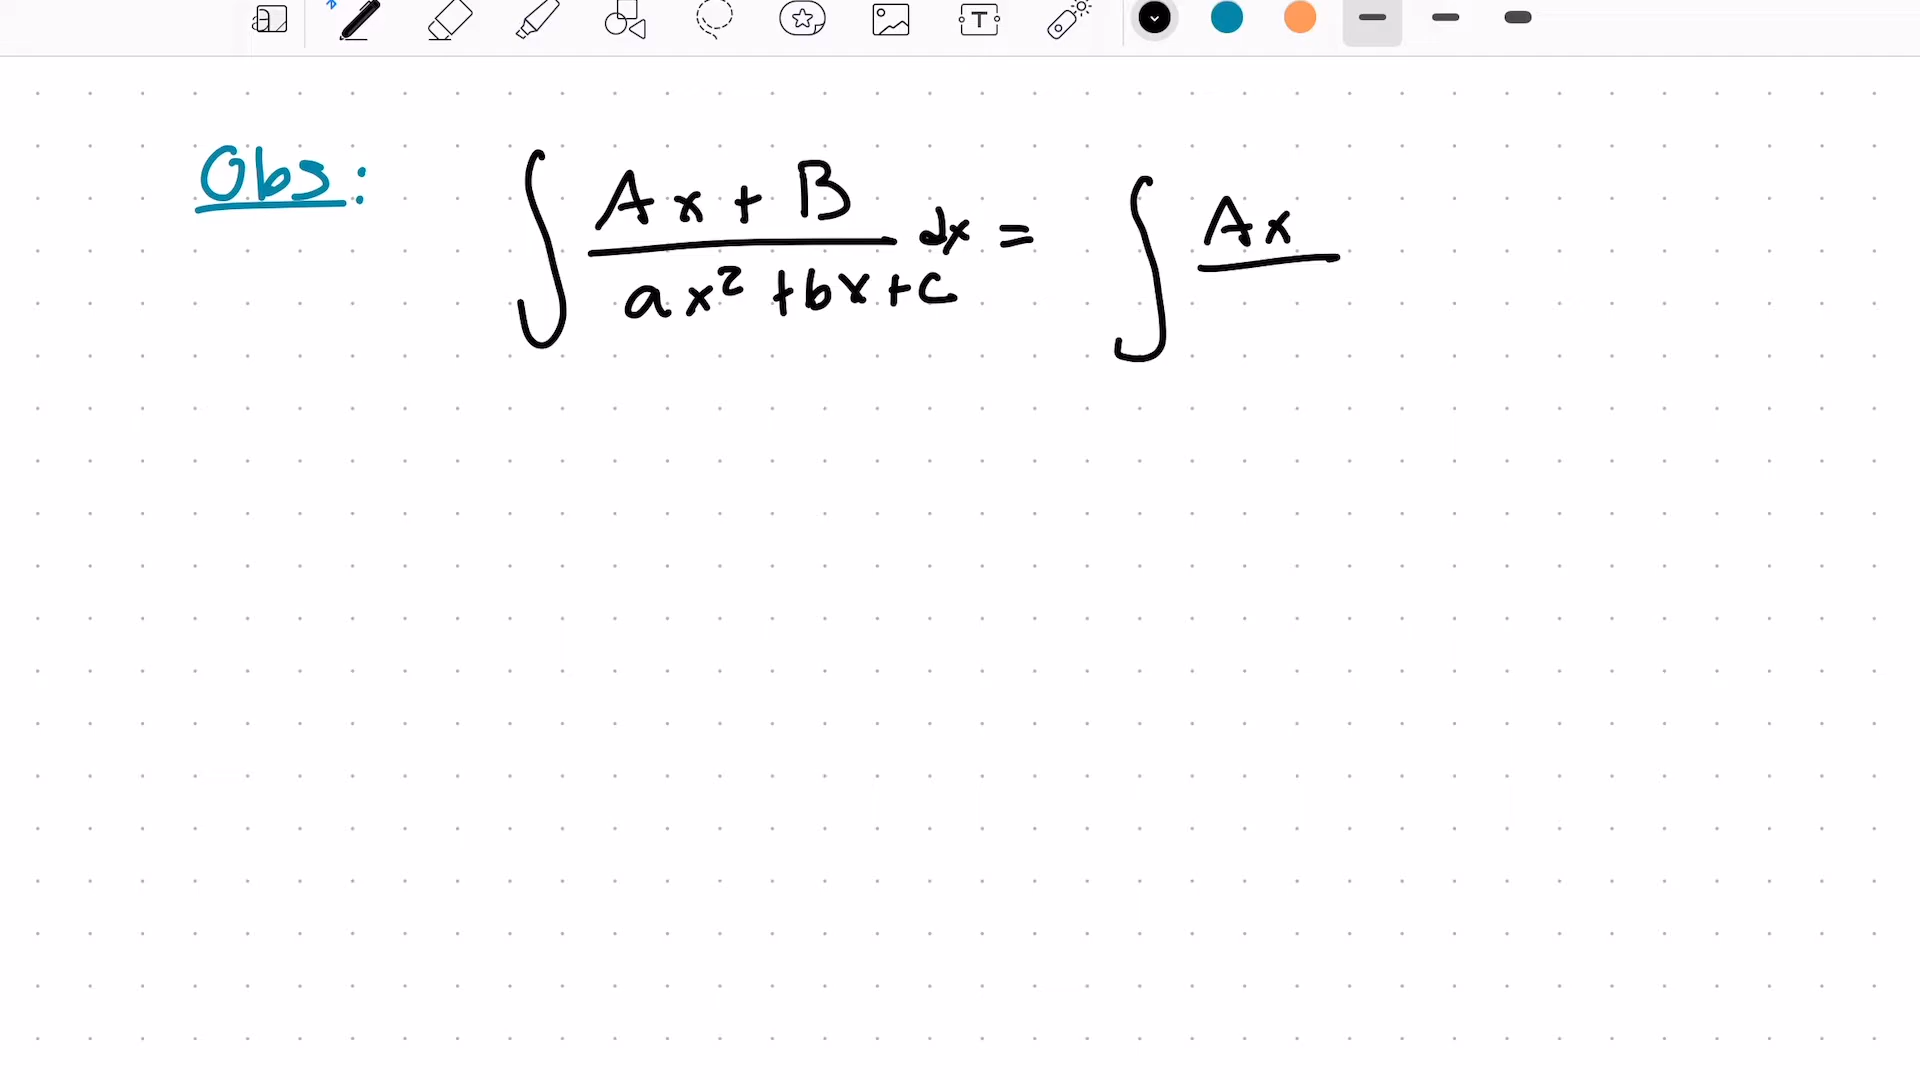 Obs: ∫ (Ax + B)/(ax² + bx + c) dx = ∫ Ax/